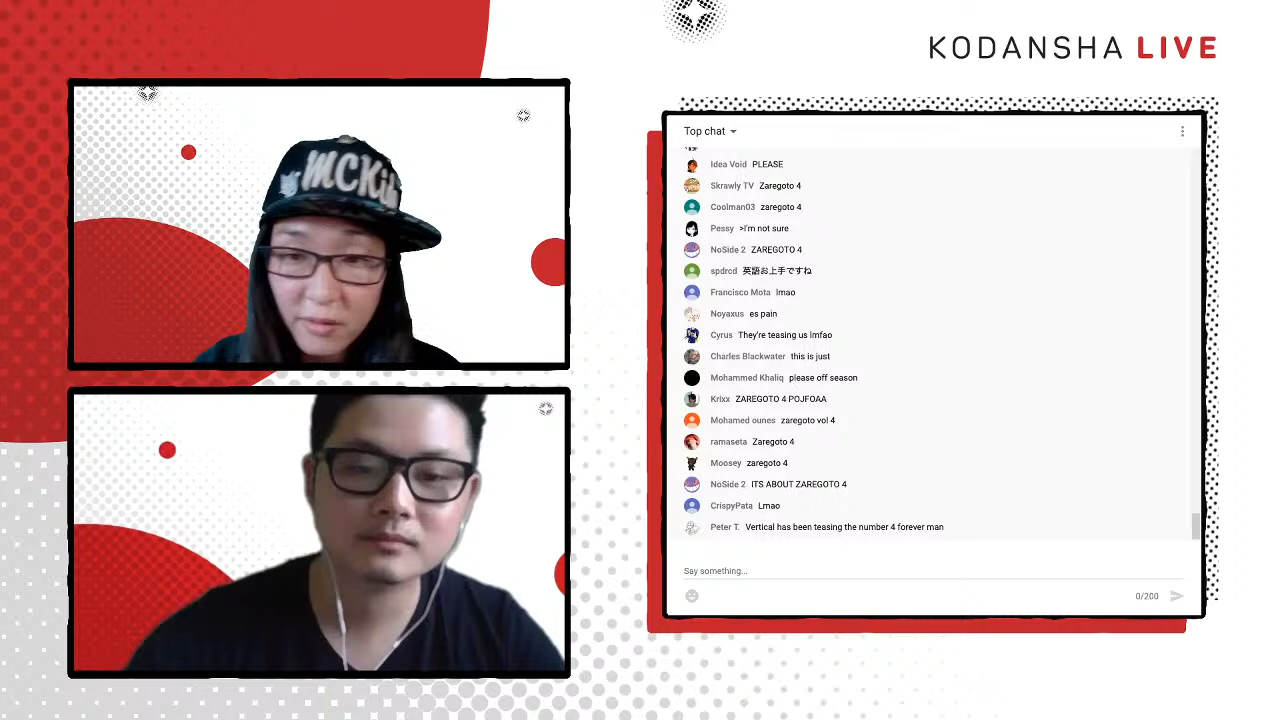 KODANSHA LIVE
MCKi
Top chat
Idea Void PLEASE
Skrawly TV Zaregoto 4
Coolman03 zaregoto 4
Pessy >I'm not sure
NoSide 2 ZAREGOTO 4
spdrcd 英語お上手ですね
Francisco Mota lmao
Noyaxus es pain
Cyrus They're teasing us lmfao
Charles Blackwater this is just
Mohammed Khaliq please off season
Krixx ZAREGOTO 4 POJFOAA
Mohamed ounes zaregoto vol 4
ramaseta Zaregoto 4
Moosey zaregoto 4
NoSide 2 ITS ABOUT ZAREGOTO 4
CrispyPata Lmao
Peter T. Vertical has been teasing the number 4 forever man
Say something...
0/200